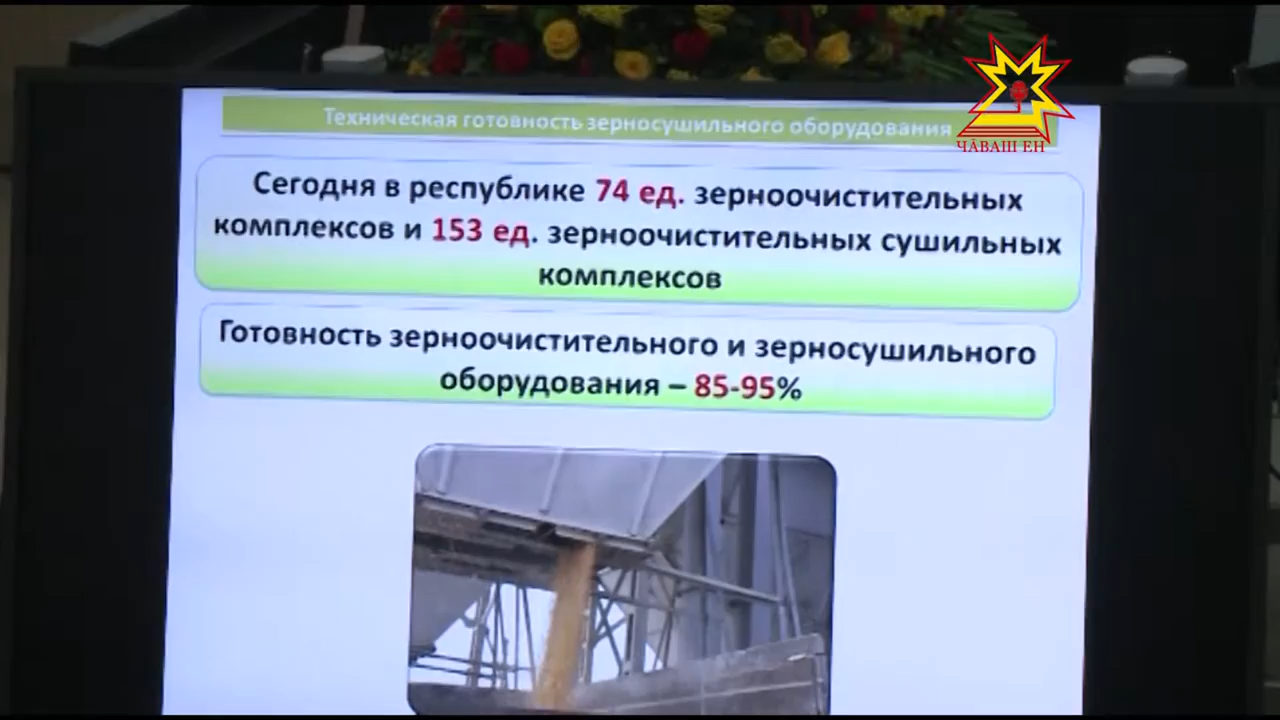 Техническая готовность зерносушильного оборудования
ЧӐВАШ ЕН
Сегодня в республике 74 ед. зерноочистительных
комплексов и 153 ед. зерноочистительных сушильных
комплексов
Готовность зерноочистительного и зерносушильного
оборудования – 85-95%